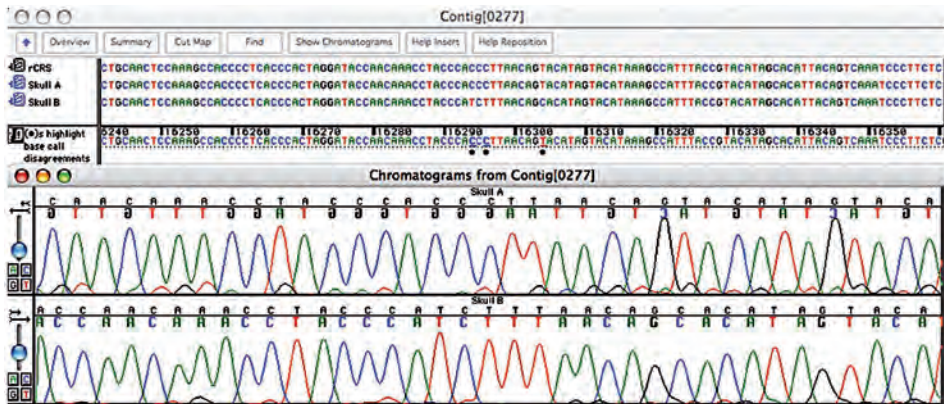 Contig[0277]
Overview Summary Cut Map Find Show Chromatograms Help Insert Help Reposition
rCRS CTGCAACTCCAAAGCCACCCCTCACCCACTAGGATACCAACAAACCTACCCACCCTTAACAGTACATAGTACATAAAGCCATTTACCGTACATAGCACATTACAGTCAAATCCCTTCTC
Skull A CTGCAACTCCAAAGCCACCCCTCACCCACTAGGATACCAACAAACCTACCCACCCTTAACAGTACATAGTACATAAAGCCATTTACCGTACATAGCACATTACAGTCAAATCCCTTCTC
Skull B CTGCAACTCCAAAGCCACCCCTCACCCACTAGGATACCAACAAACCTACCCATCTTTAACAGCACATAGTACATAAAGCCATTTACCGTACATAGCACATTACAGTCAAATCCCTTCTC
6240 16250 16260 16270 16280 16290 16300 16310 16320 16330 16340 16350
(•)s highlight base call disagreements CTGCAACTCCAAAGCCACCCCTCACCCACTAGGATACCAACAAACCTACCCACCCTTAACAGTACATAGTACATAAAGCCATTTACCGTACATAGCACATTACAGTCAAATCCCTTCTC
Chromatograms from Contig[0277]
Skull A
C A A C A A A C C T A C C C A C C C T T A A C A G T A C A T A G T A C A
A C
G T
Skull B
A C C A A C A A A C C T A C C C A T C T T T A A C A G C A C A T A G T A C A
A C
G T